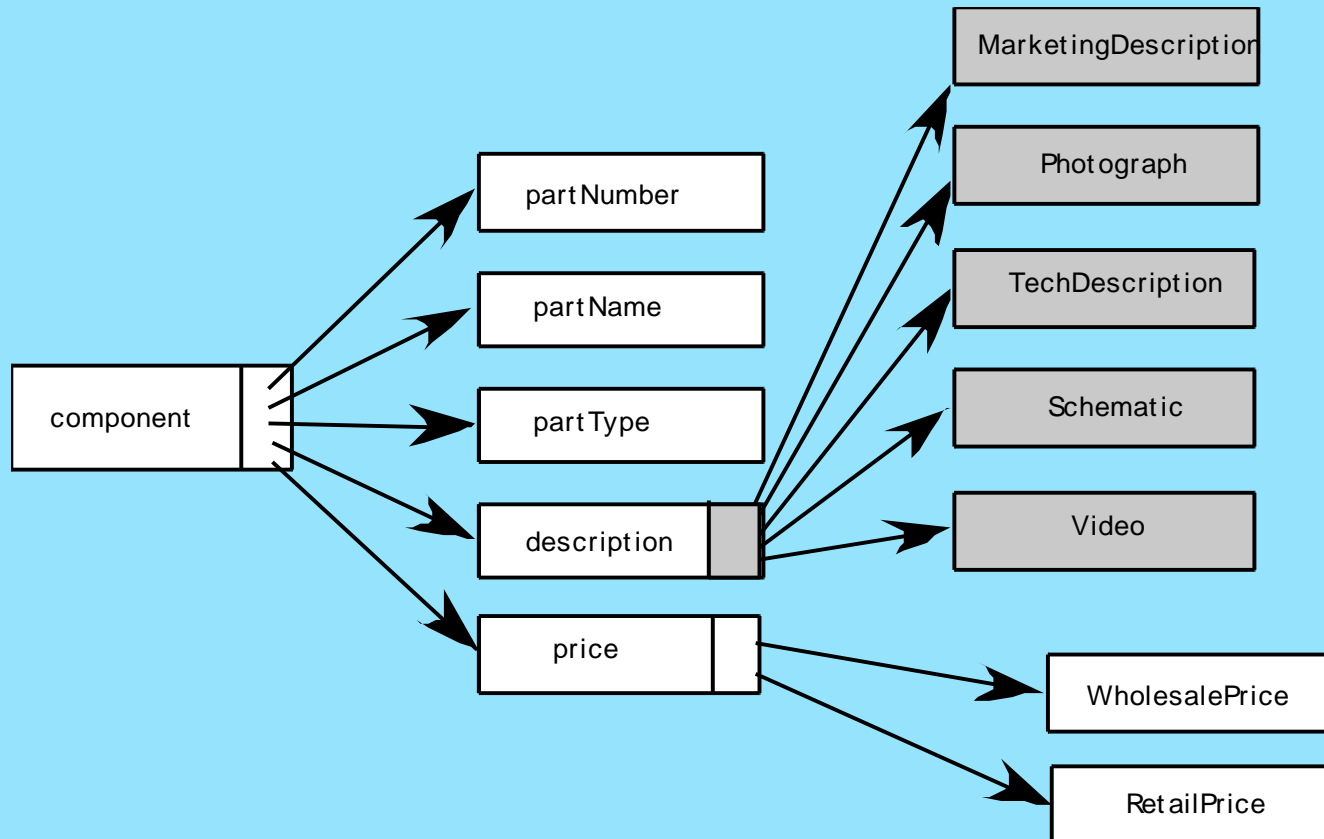 MarketingDescription
Photograph
partNumber
TechDescription
partName
Schematic
component
partType
Video
description
price
WholesalePrice
RetailPrice